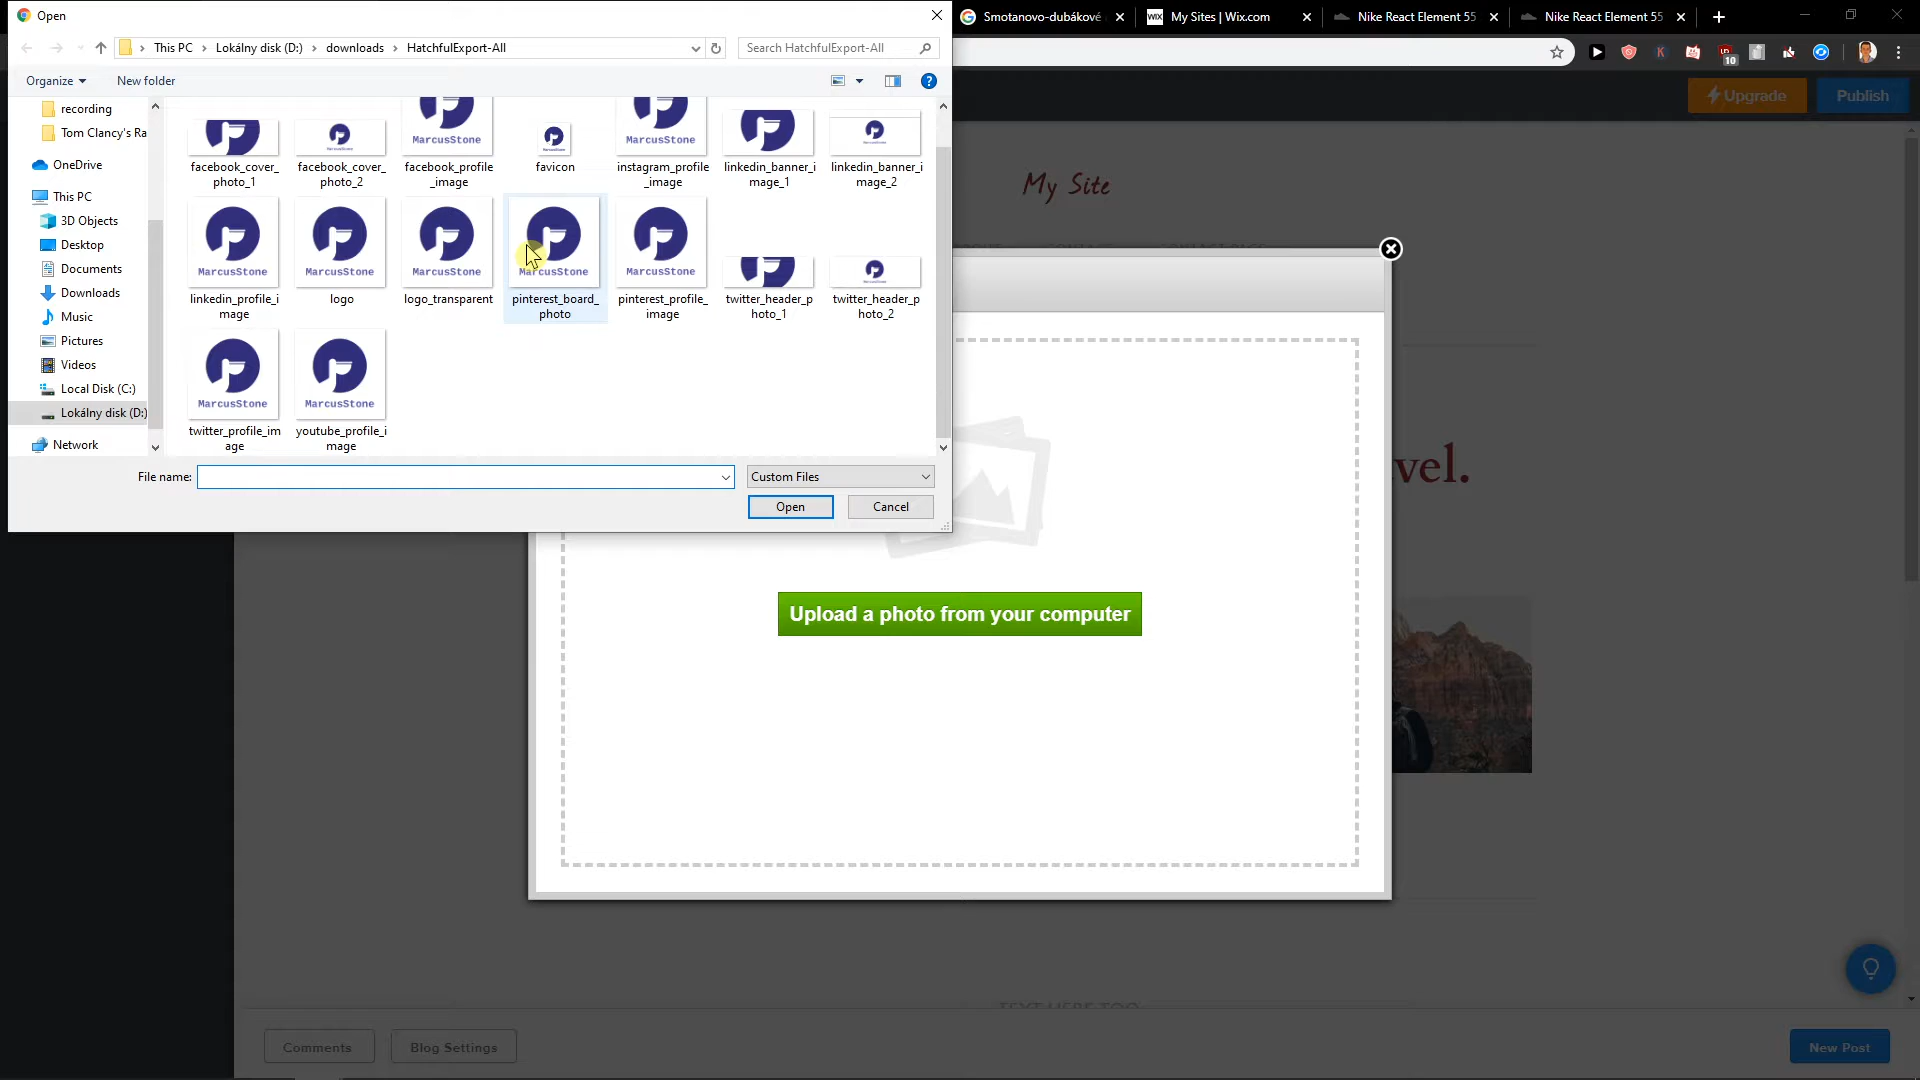 Open
Smotanovo-dubákové
My Sites | Wix.com
Nike React Element 55
Nike React Element 55
This PC
Lokálny disk (D:)
downloads
HatchfulExport-All
Search HatchfulExport-All
Organize
New folder
10
Upgrade
Publish
recording
Tom Clancy's Ra
OneDrive
This PC
3D Objects
Desktop
Documents
Downloads
Music
Pictures
Videos
Local Disk (C:)
Lokálny disk (D:)
Network
MarcusStone
MarcusStone
facebook_cover_
photo_1
facebook_cover_
photo_2
facebook_profile
_image
favicon
instagram_profile
_image
linkedin_banner_i
mage_1
linkedin_banner_i
mage_2
MarcusStone
MarcusStone
MarcusStone
MarcusStone
MarcusStone
linkedin_profile_i
mage
logo
logo_transparent
pinterest_board_
photo
pinterest_profile_
image
twitter_header_p
hoto_1
twitter_header_p
hoto_2
MarcusStone
MarcusStone
twitter_profile_im
age
youtube_profile_i
mage
File name:
Custom Files
Open
Cancel
My Site
vel.
Upload a photo from your computer
TEXT HERE TOO
Comments
Blog Settings
New Post